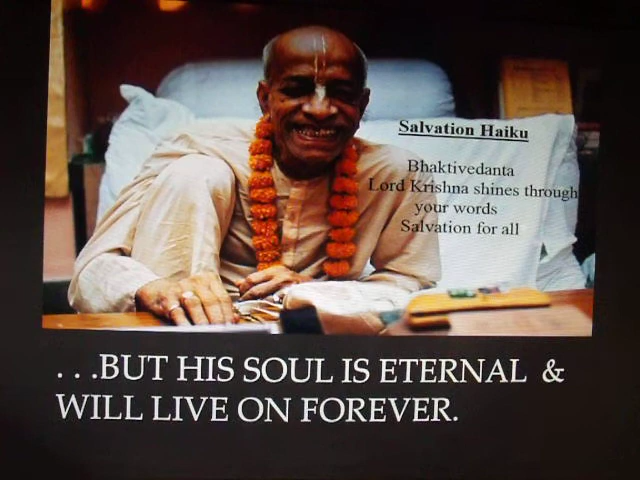 Salvation Haiku
Bhaktivedanta
Lord Krishna shines through
your words
Salvation for all
. . .BUT HIS SOUL IS ETERNAL &
WILL LIVE ON FOREVER.